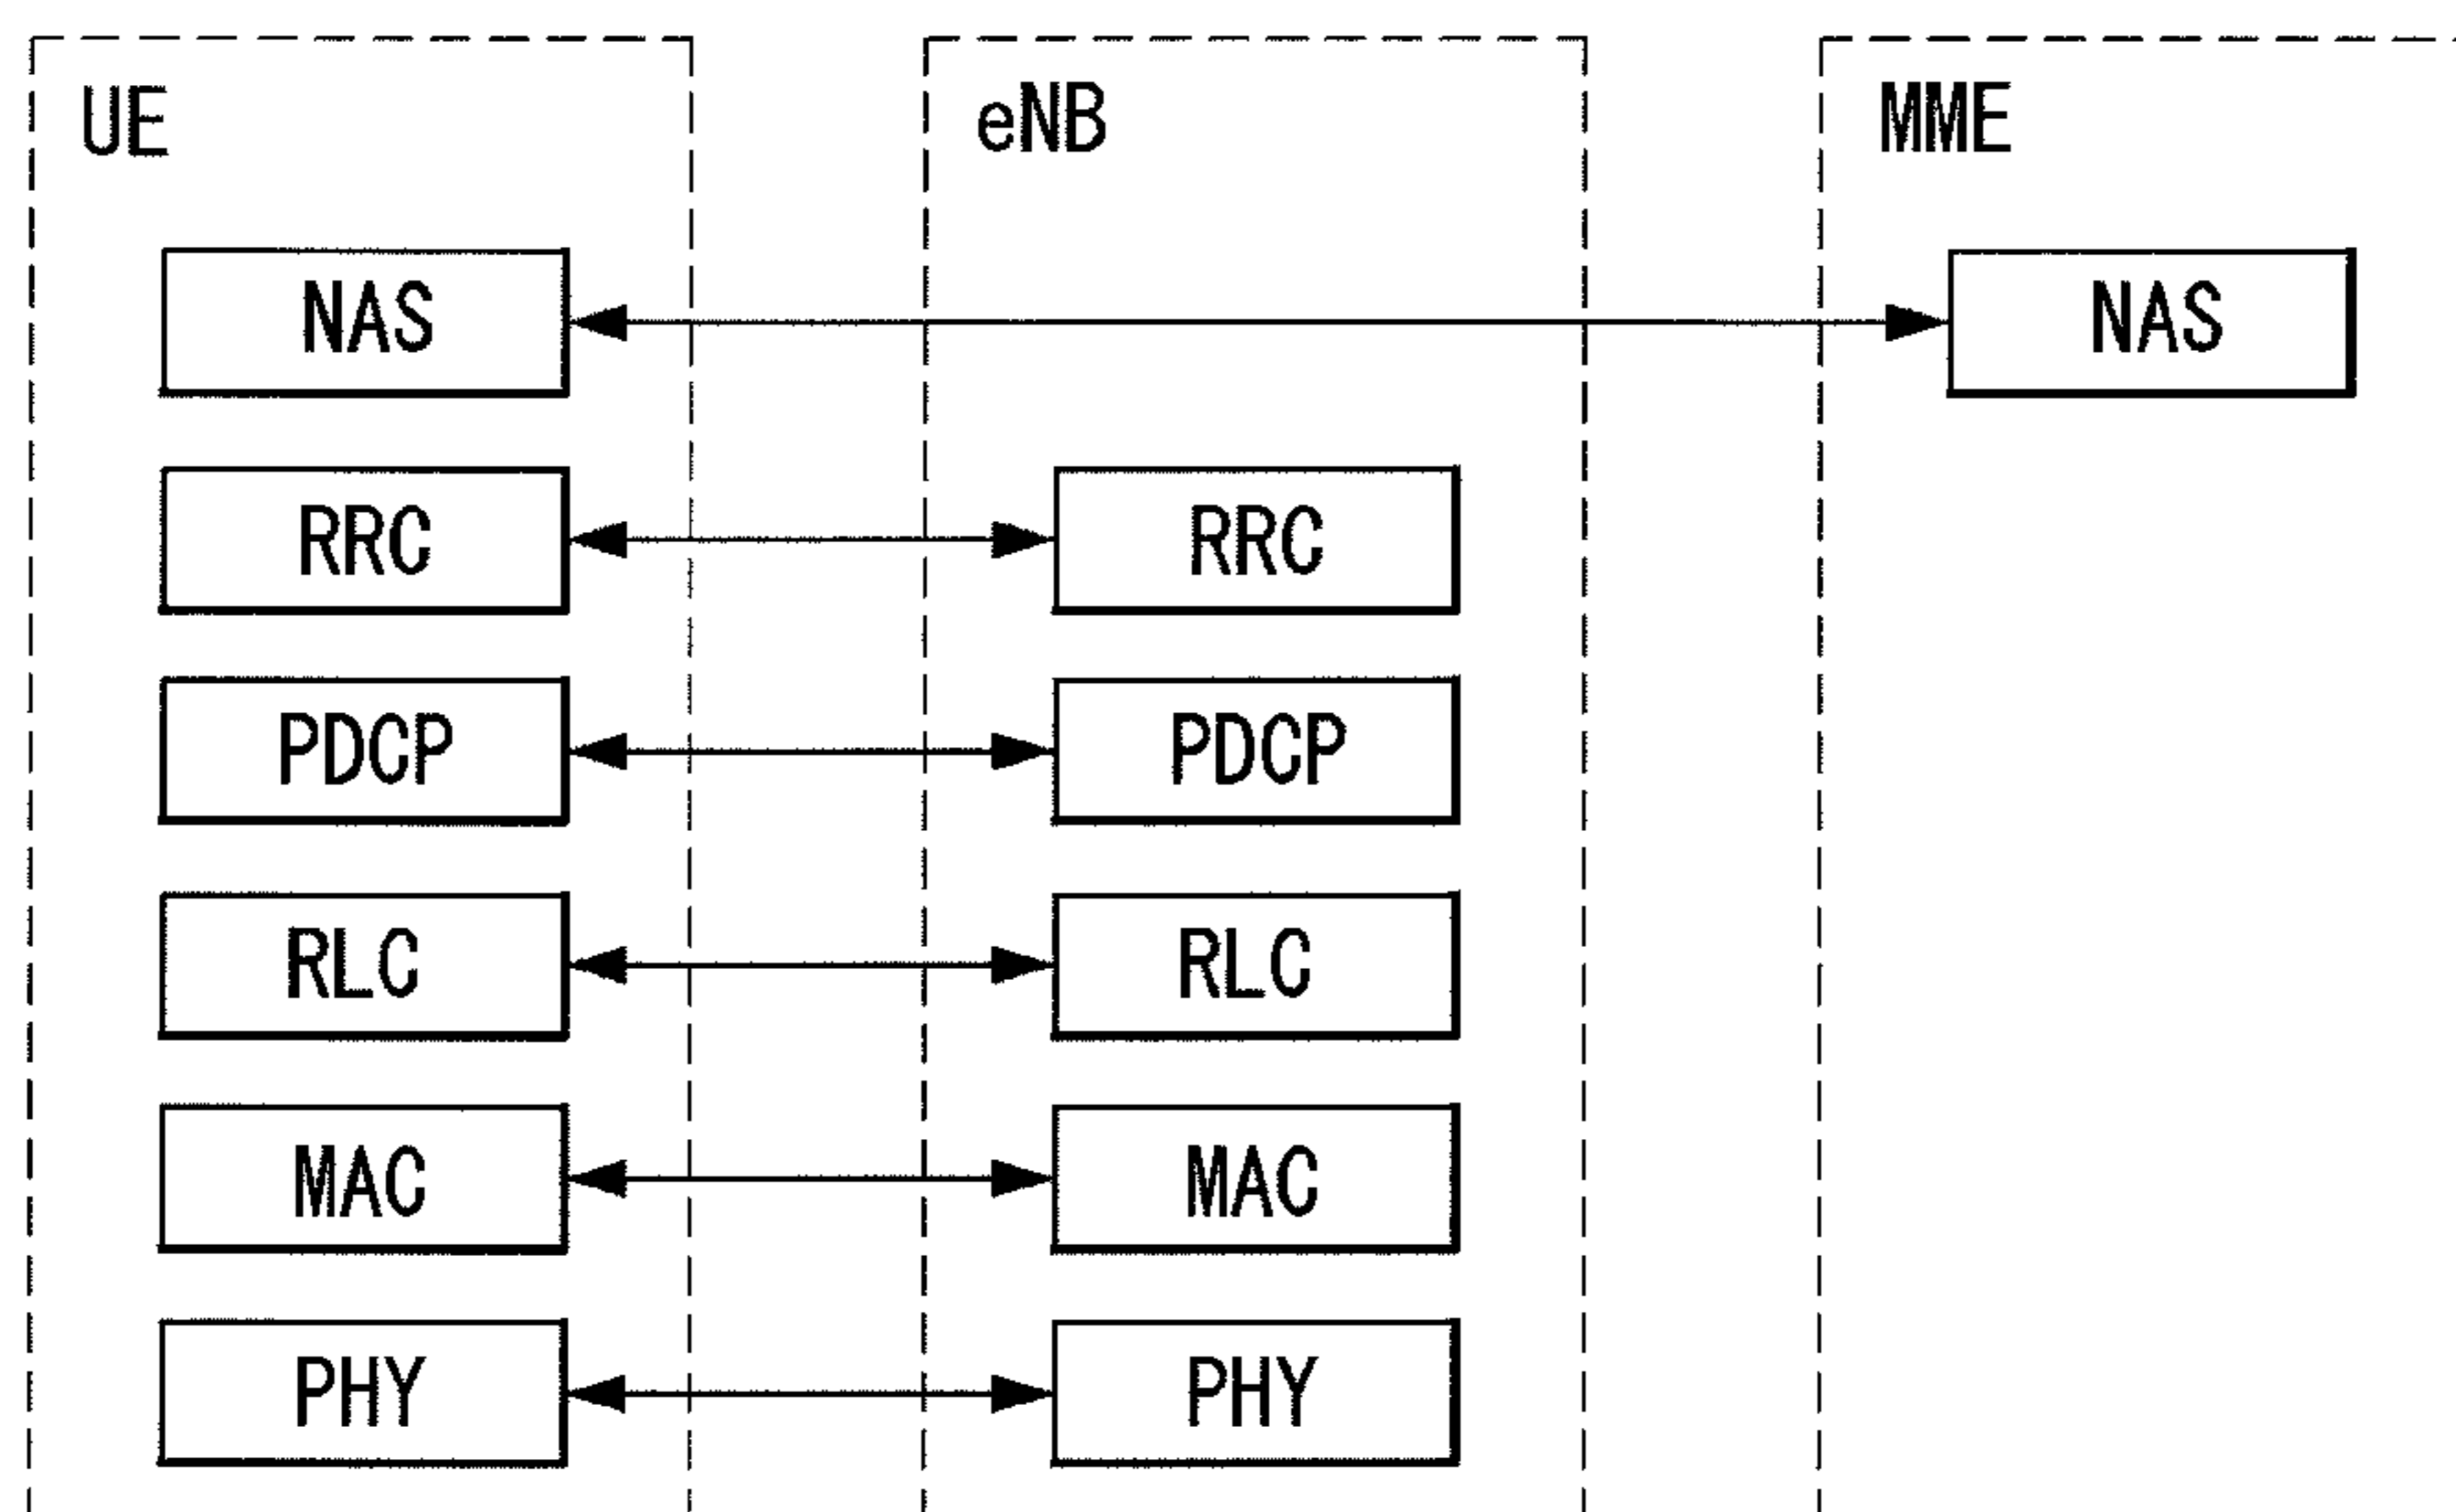 UE eNB MME
NAS NAS
RRC RRC
PDCP PDCP
RLC RLC
MAC MAC
PHY PHY